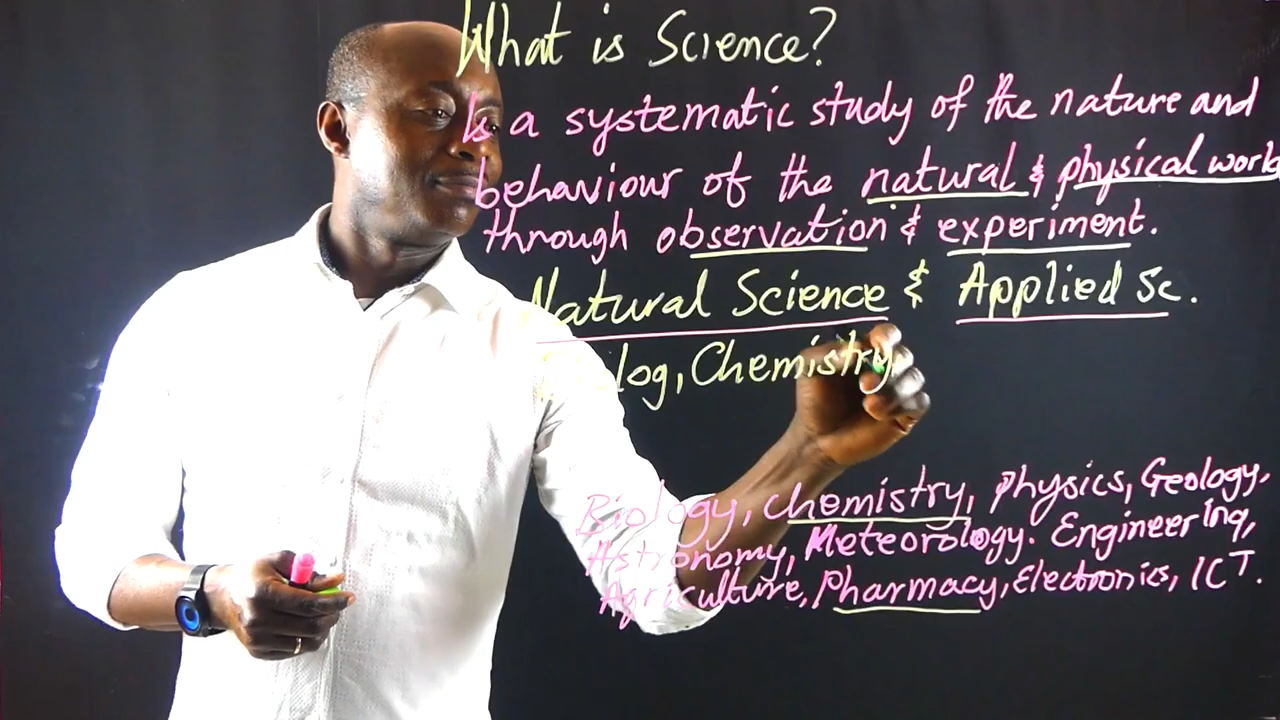 What is Science?
Is a systematic study of the nature and
behaviour of the natural & physical world
through observation & experiment.
Natural Science & Applied Sc.
Biolog, Chemistry,
Biology, Chemistry, Physics, Geology,
Astronomy, Meteorology. Engineering,
Agriculture, Pharmacy, Electronics, ICT.